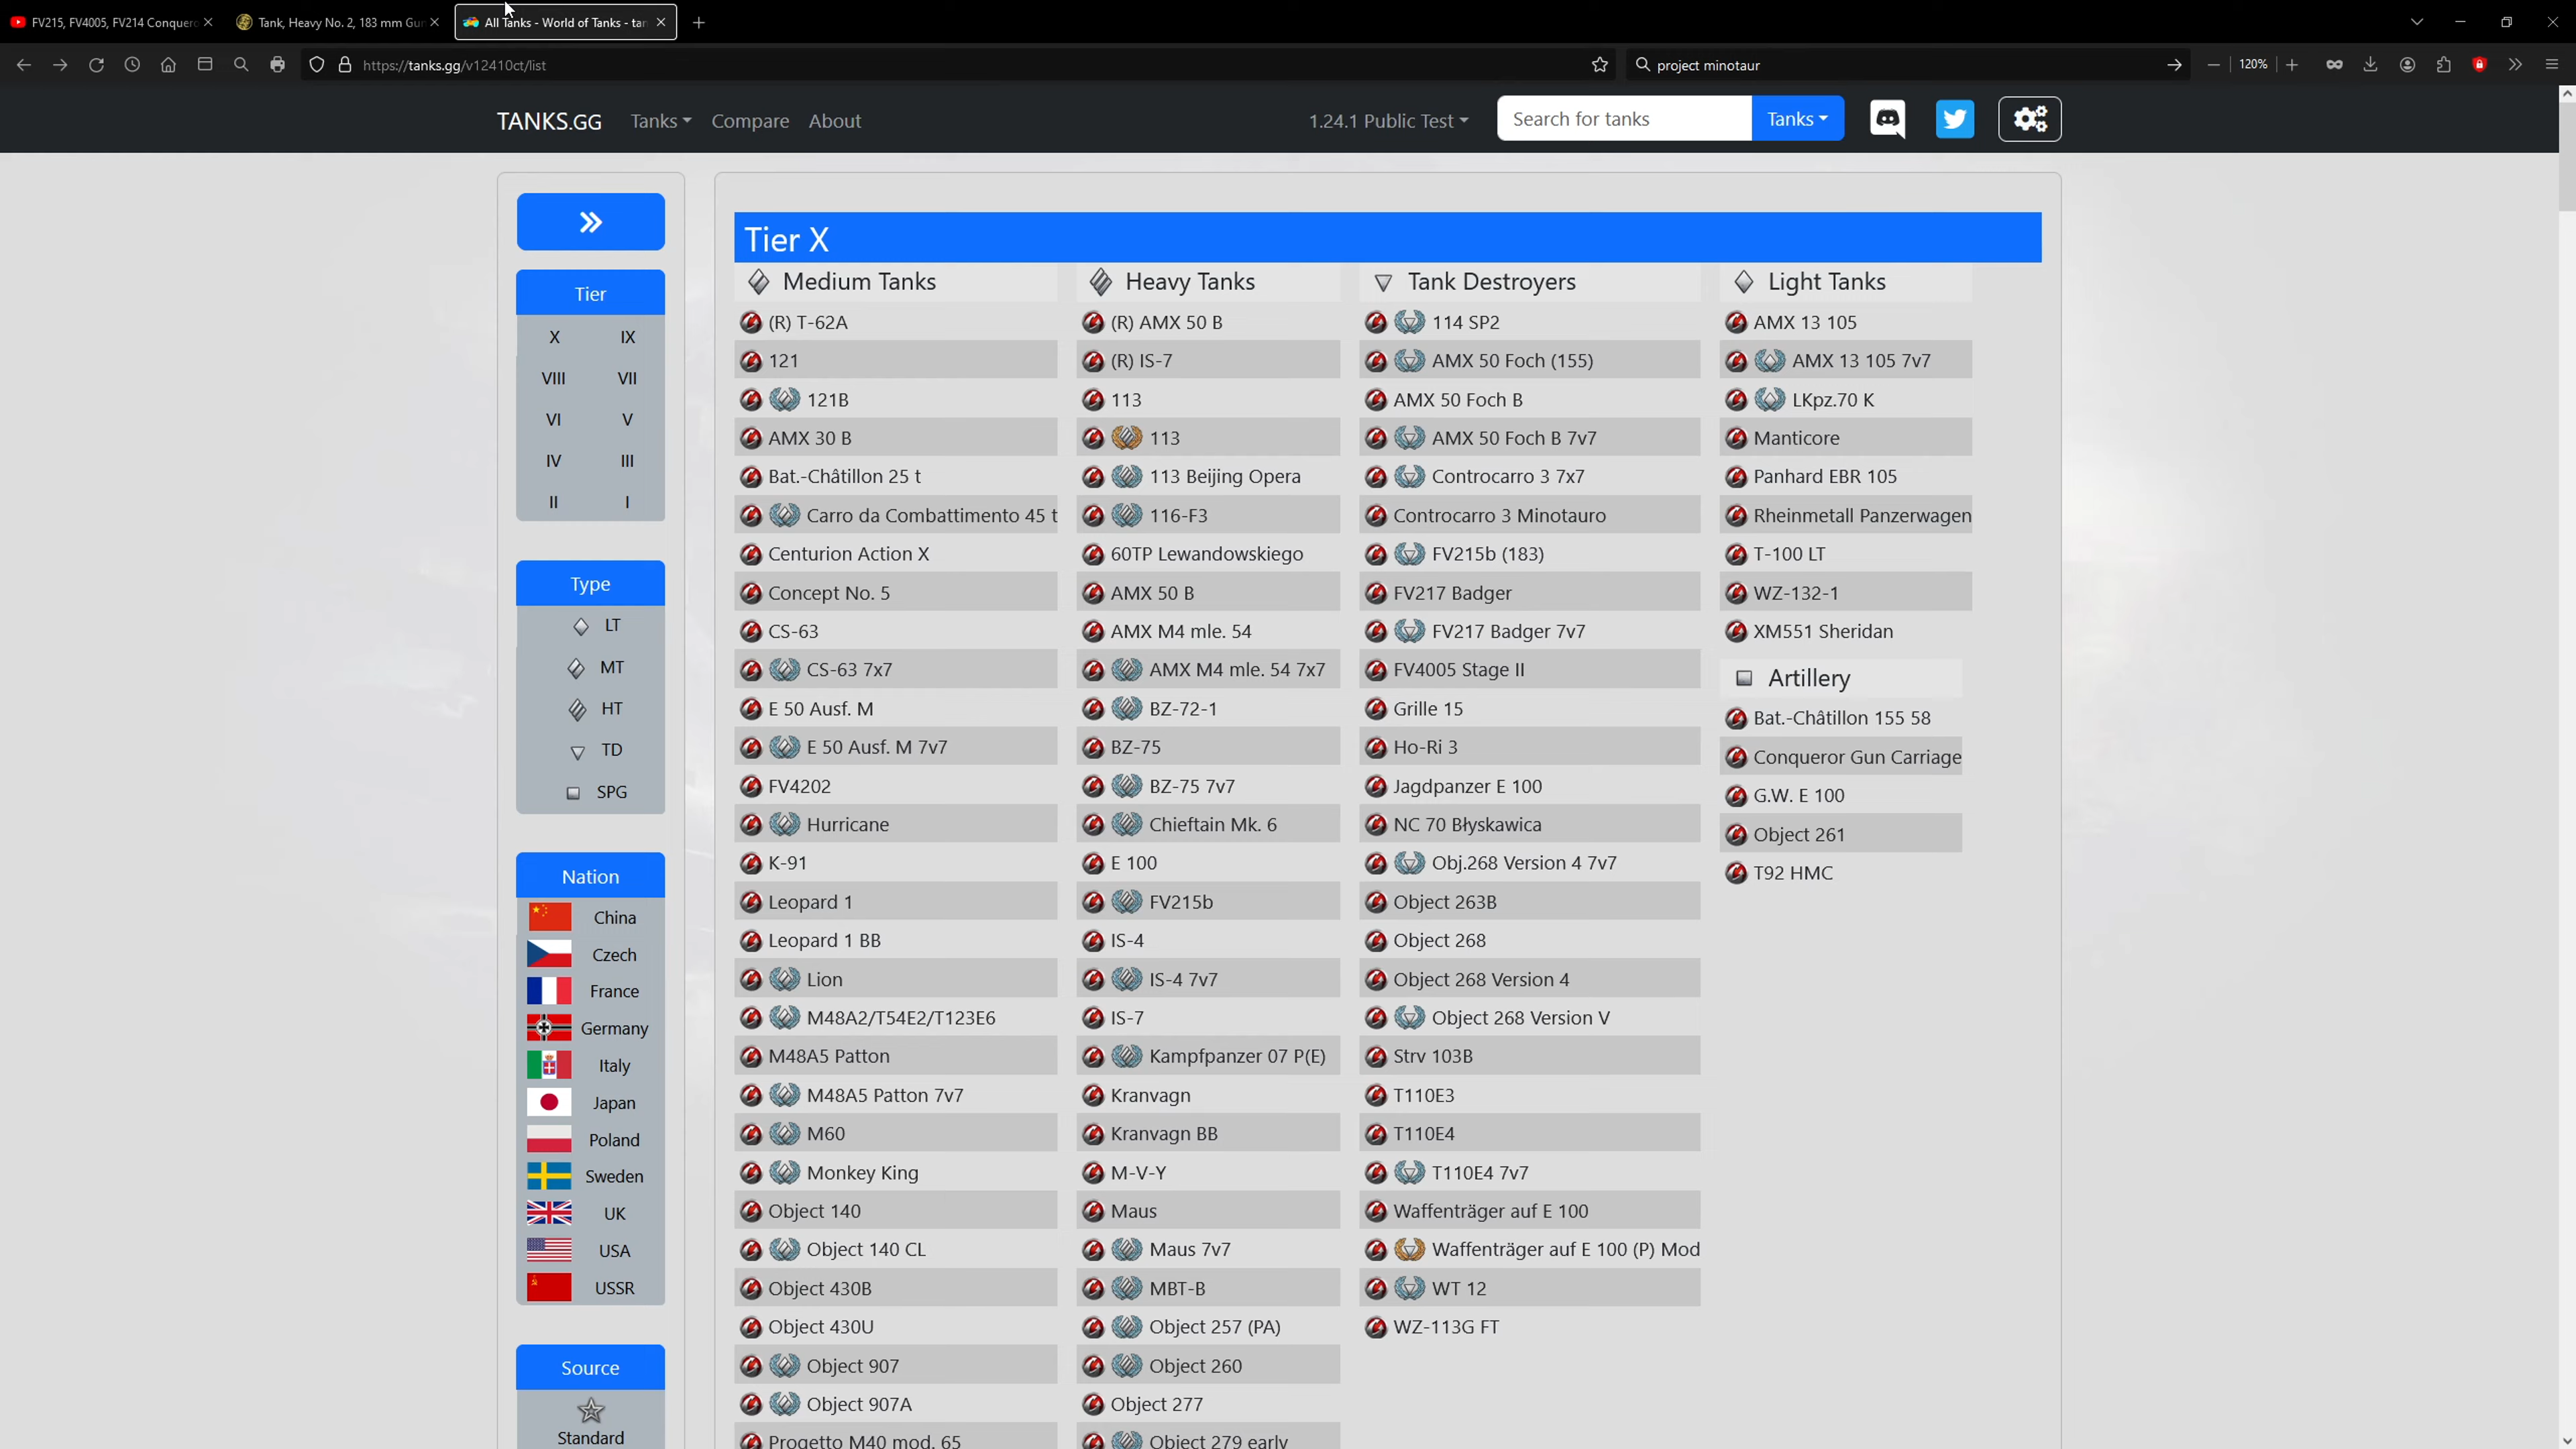 FV215, FV4005, FV214 Conquero
Tank, Heavy No. 2, 183 mm Gun
All Tanks - World of Tanks - tan
https://tanks.gg/v12410ct/list
project minotaur
120%
TANKS.GG
Tanks
Compare
About
1.24.1 Public Test
Search for tanks
Tanks
Tier
X IX
VIII VII
VI V
IV III
II I
Type
LT
MT
HT
TD
SPG
Nation
China
Czech
France
Germany
Italy
Japan
Poland
Sweden
UK
USA
USSR
Source
Standard
Tier X
Medium Tanks
(R) T-62A
121
121B
AMX 30 B
Bat.-Châtillon 25 t
Carro da Combattimento 45 t
Centurion Action X
Concept No. 5
CS-63
CS-63 7x7
E 50 Ausf. M
E 50 Ausf. M 7v7
FV4202
Hurricane
K-91
Leopard 1
Leopard 1 BB
Lion
M48A2/T54E2/T123E6
M48A5 Patton
M48A5 Patton 7v7
M60
Monkey King
Object 140
Object 140 CL
Object 430B
Object 430U
Object 907
Object 907A
Progetto M40 mod. 65
Heavy Tanks
(R) AMX 50 B
(R) IS-7
113
113
113 Beijing Opera
116-F3
60TP Lewandowskiego
AMX 50 B
AMX M4 mle. 54
AMX M4 mle. 54 7x7
BZ-72-1
BZ-75
BZ-75 7v7
Chieftain Mk. 6
E 100
FV215b
IS-4
IS-4 7v7
IS-7
Kampfpanzer 07 P(E)
Kranvagn
Kranvagn BB
M-V-Y
Maus
Maus 7v7
MBT-B
Object 257 (PA)
Object 260
Object 277
Object 279 early
Tank Destroyers
114 SP2
AMX 50 Foch (155)
AMX 50 Foch B
AMX 50 Foch B 7v7
Controcarro 3 7x7
Controcarro 3 Minotauro
FV215b (183)
FV217 Badger
FV217 Badger 7v7
FV4005 Stage II
Grille 15
Ho-Ri 3
Jagdpanzer E 100
NC 70 Błyskawica
Obj.268 Version 4 7v7
Object 263B
Object 268
Object 268 Version 4
Object 268 Version V
Strv 103B
T110E3
T110E4
T110E4 7v7
Waffenträger auf E 100
Waffenträger auf E 100 (P) Mod
WT 12
WZ-113G FT
Light Tanks
AMX 13 105
AMX 13 105 7v7
LKpz.70 K
Manticore
Panhard EBR 105
Rheinmetall Panzerwagen
T-100 LT
WZ-132-1
XM551 Sheridan
Artillery
Bat.-Châtillon 155 58
Conqueror Gun Carriage
G.W. E 100
Object 261
T92 HMC